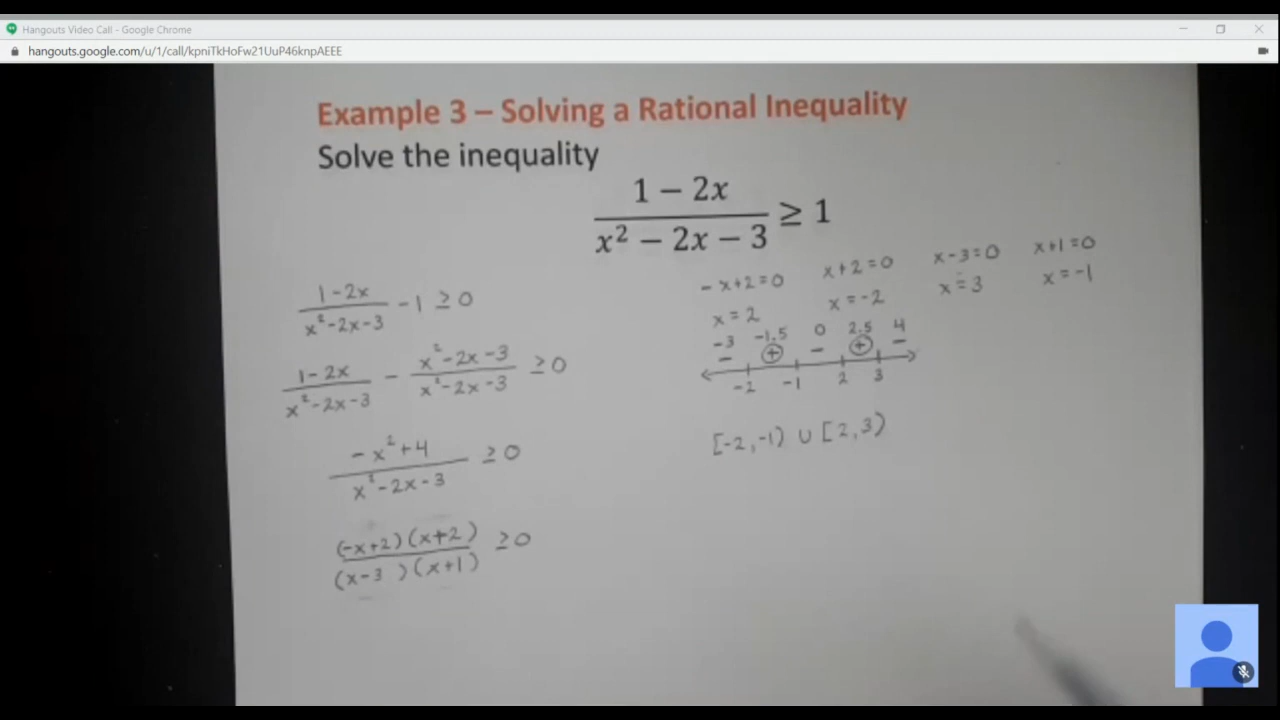 Hangouts Video Call - Google Chrome
hangouts.google.com/u/1/call/kpniTkHoFw21UuP46knpAEEE
Example 3 – Solving a Rational Inequality
Solve the inequality
1 − 2x
x² − 2x − 3
≥ 1
1-2x
x²-2x-3
-1 ≥0
1-2x
x²-2x-3
-
x²-2x-3
x²-2x-3
≥0
-x²+4
x²-2x-3
≥0
(-x+2)(x+2)
(x-3)(x+1)
≥0
-x+2=0 x+2=0 x-3=0 x+1=0
x=2 x=-2 x=3 x=-1
-3 -1.5 0 2.5 4
- + - + -
-2 -1 2 3
[-2,-1) ∪ [2,3)